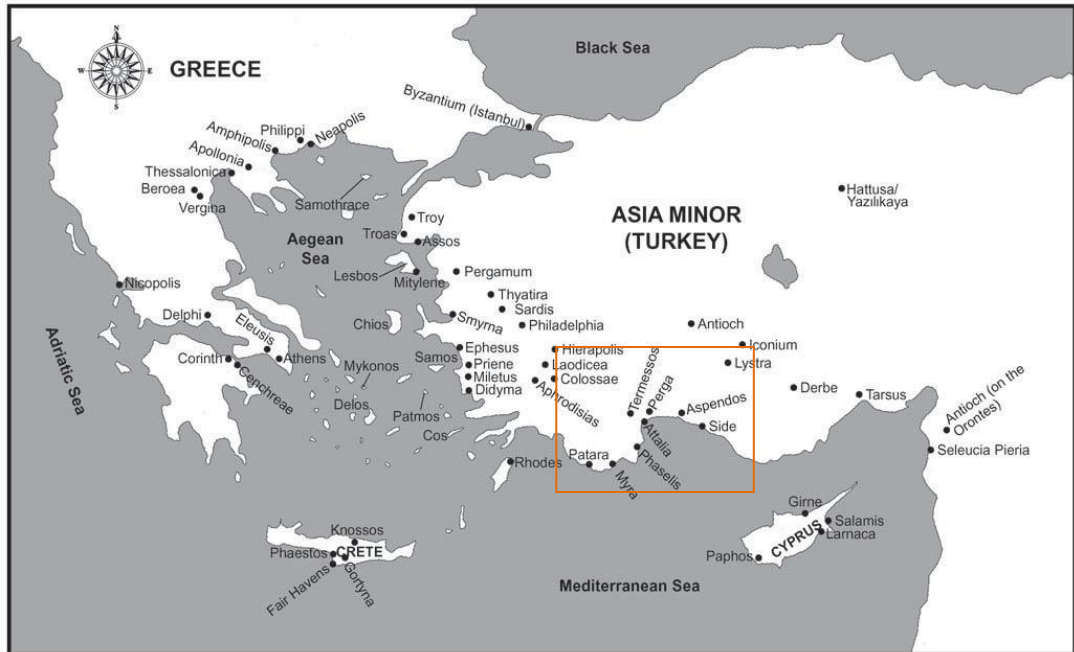 N
W
E
S
GREECE
Black Sea
Byzantium (Istanbul)
Philippi
Neapolis
Amphipolis
Apollonia
Thessalonica
Beroea
Vergina
Samothrace
Hattusa/
Yazilikaya
ASIA MINOR
(TURKEY)
Troy
Troas
Assos
Aegean
Sea
Lesbos
Mitylene
Pergamum
Nicopolis
Thyatira
Sardis
Delphi
Chios
Smyrna
Philadelphia
Antioch
Eleusis
Iconium
Adriatic Sea
Corinth
Athens
Cenchreae
Mykonos
Samos
Ephesus
Hierapolis
Priene
Laodicea
Lystra
Miletus
Colossae
Didyma
Aphrodisias
Delos
Patmos
Cos
Termessos
Perga
Attalia
Aspendos
Side
Derbe
Tarsus
Antioch (on the
Orontes)
Seleucia Pieria
Rhodes
Patara
Myra
Phaselis
Girne
Salamis
Larnaca
CYPRUS
Paphos
Knossos
Phaestos
CRETE
Fair Havens
Gortyna
Mediterranean Sea